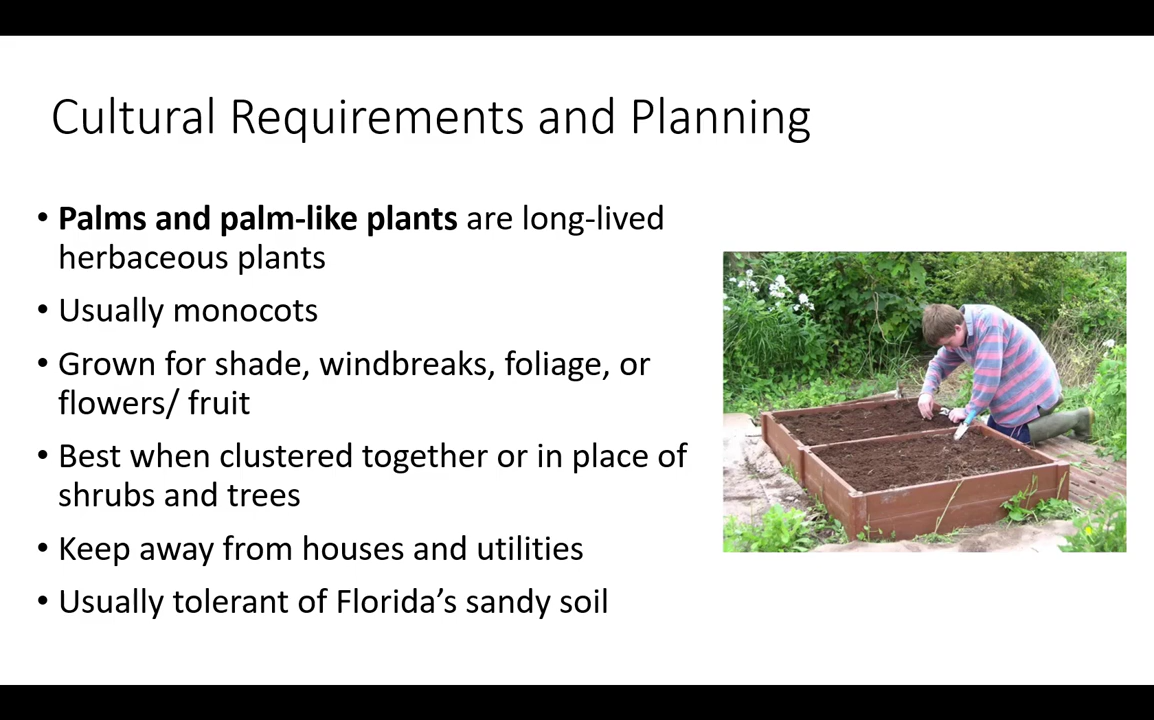 Cultural Requirements and Planning
• Palms and palm-like plants are long-lived
herbaceous plants
• Usually monocots
• Grown for shade, windbreaks, foliage, or
flowers/ fruit
• Best when clustered together or in place of
shrubs and trees
• Keep away from houses and utilities
• Usually tolerant of Florida’s sandy soil